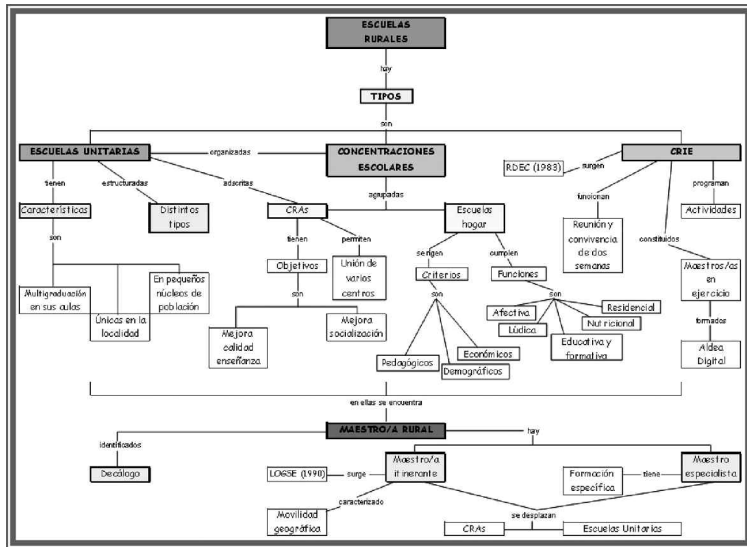 ESCUELAS
RURALES
hay
TIPOS
son
ESCUELAS UNITARIAS
organizadas
CONCENTRACIONES
ESCOLARES
CRIE
RDEC (1983)
surgen
tienen
estructuradas
adscritas
agrupadas
funcionan
programan
Características
Distintos
tipos
CRAs
Escuelas
hogar
Reunión y
convivencia
de dos
semanas
Actividades
son
tienen
permiten
se rigen
cumplen
constituidos
Objetivos
Unión de
varios
centros
Criterios
Funciones
Maestros/as
en
ejercicio
Multigraduación
en sus aulas
Únicas en la
localidad
En pequeños
núcleos de
población
son
son
son
Mejora
calidad
enseñanza
Mejora
socialización
Pedagógicos
Demográficos
Económicos
Afectiva
Lúdica
Educativa y
formativa
Nutricional
Residencial
formados
Aldea
Digital
en ellas se encuentra
MAESTRO/A RURAL
identificados
hay
Decálogo
LOGSE (1990)
surge
Maestro/a
itinerante
Formación
específica
tiene
Maestro
especialista
caracterizado
Movilidad
geográfica
se desplazan
CRAs
Escuelas Unitarias